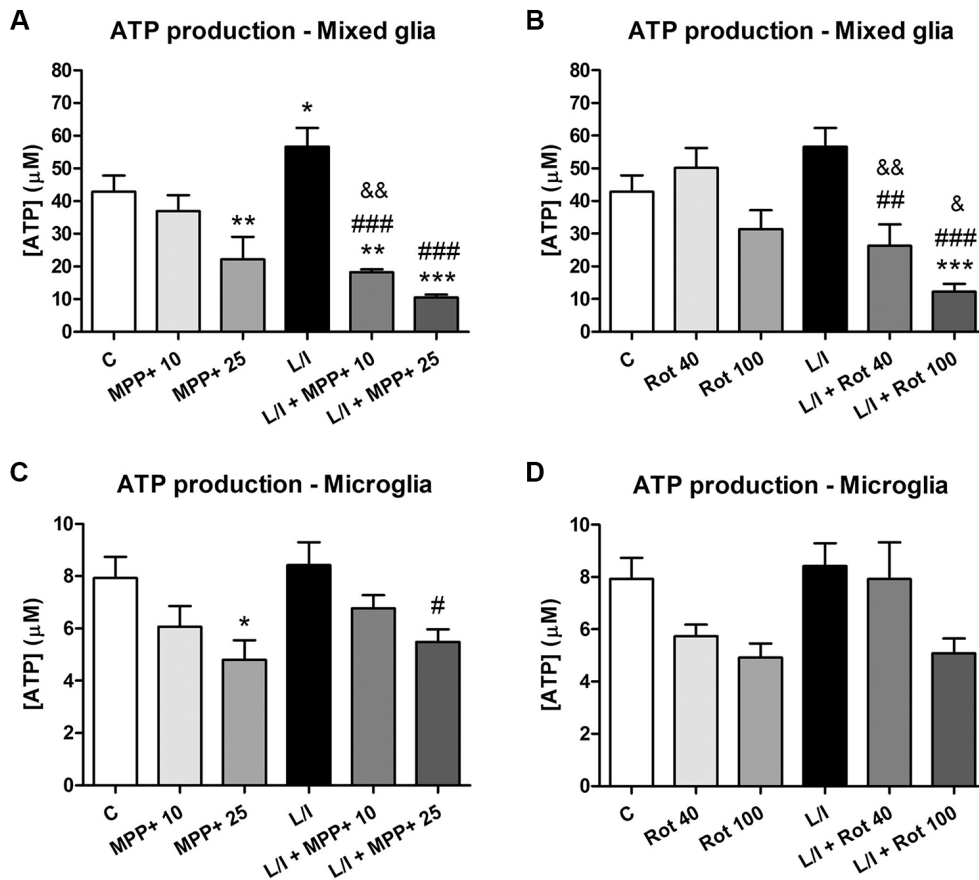 A
ATP production - Mixed glia
[ATP] (µM)
80
70
60
50
40
30
20
10
0
**
*
&&
###
**
###
***
C
MPP+ 10
MPP+ 25
L/I
L/I + MPP+ 10
L/I + MPP+ 25
B
ATP production - Mixed glia
[ATP] (µM)
80
70
60
50
40
30
20
10
0
&&
##
&
###
***
C
Rot 40
Rot 100
L/I
L/I + Rot 40
L/I + Rot 100
C
ATP production - Microglia
[ATP] (µM)
10
8
6
4
2
0
*
#
C
MPP+ 10
MPP+ 25
L/I
L/I + MPP+ 10
L/I + MPP+ 25
D
ATP production - Microglia
[ATP] (µM)
10
8
6
4
2
0
C
Rot 40
Rot 100
L/I
L/I + Rot 40
L/I + Rot 100